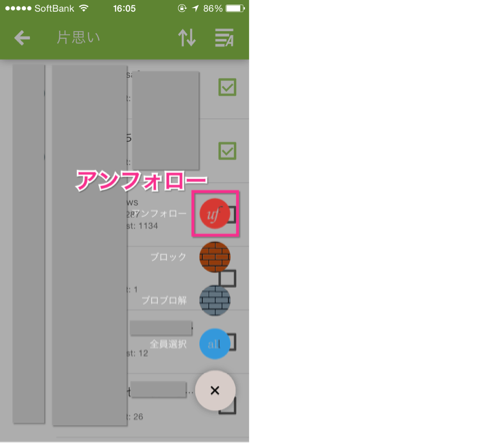 SoftBank 16:05 86%
片思い
5
アンフォロー
ws
アンフォロー uf
st: 1134
ブロック
t: 1
ブロブロ解
全員選択 all
st: 12
t: 26